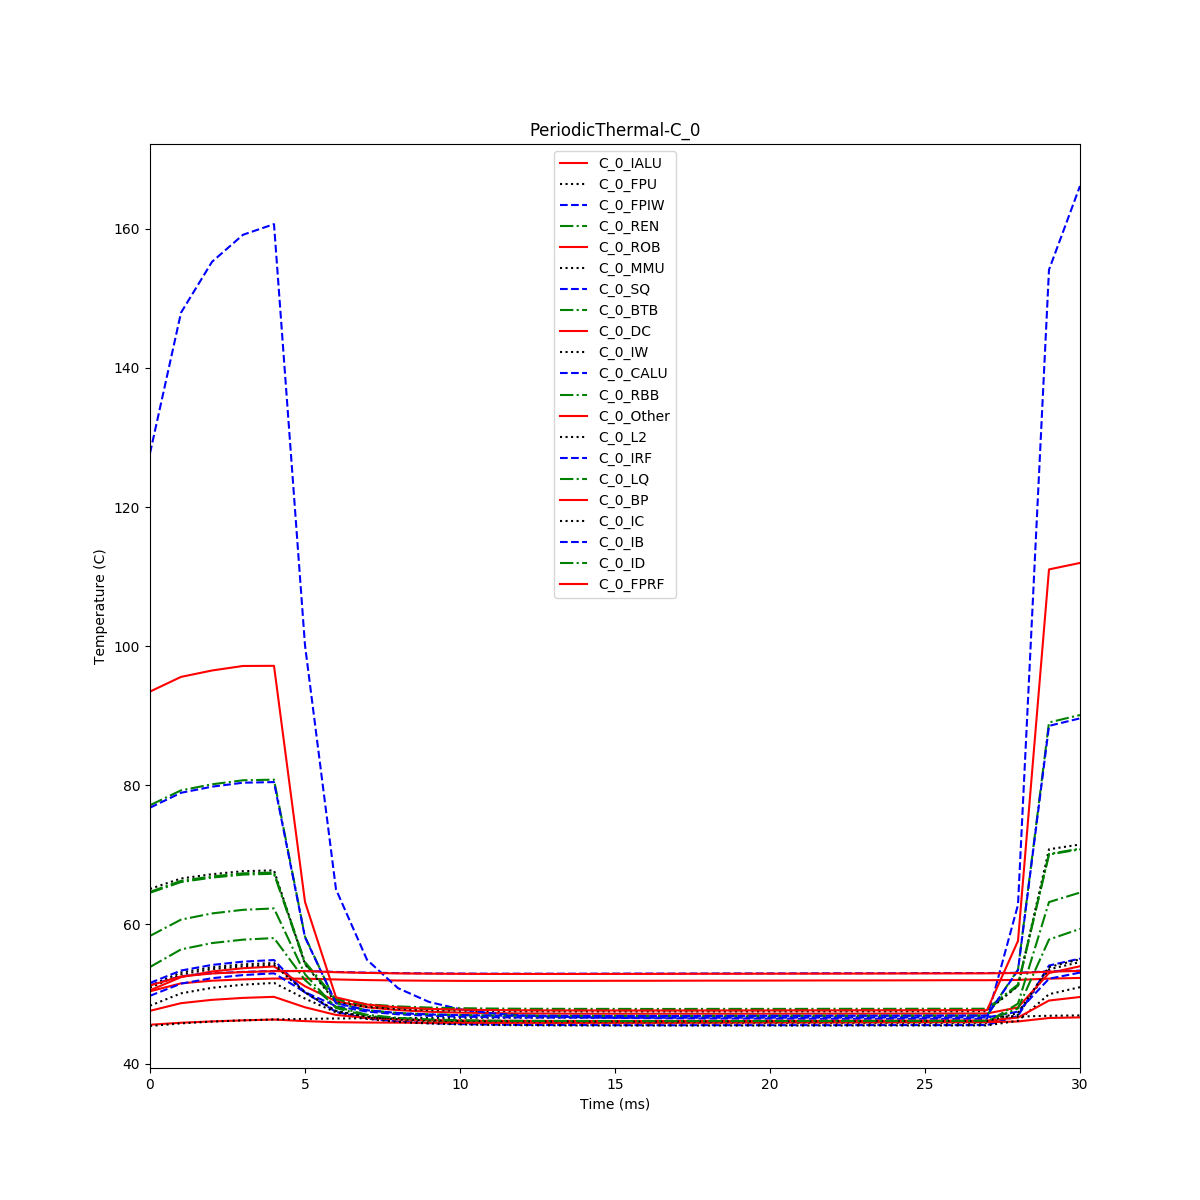 PeriodicThermal-C_0
C_0_IALU
C_0_FPU
C_0_FPIW
C_0_REN
C_0_ROB
C_0_MMU
C_0_SQ
C_0_BTB
C_0_DC
C_0_IW
C_0_CALU
C_0_RBB
C_0_Other
C_0_L2
C_0_IRF
C_0_LQ
C_0_BP
C_0_IC
C_0_IB
C_0_ID
C_0_FPRF
Temperature (C)
160
140
120
100
80
60
40
0 5 10 15 20 25 30
Time (ms)